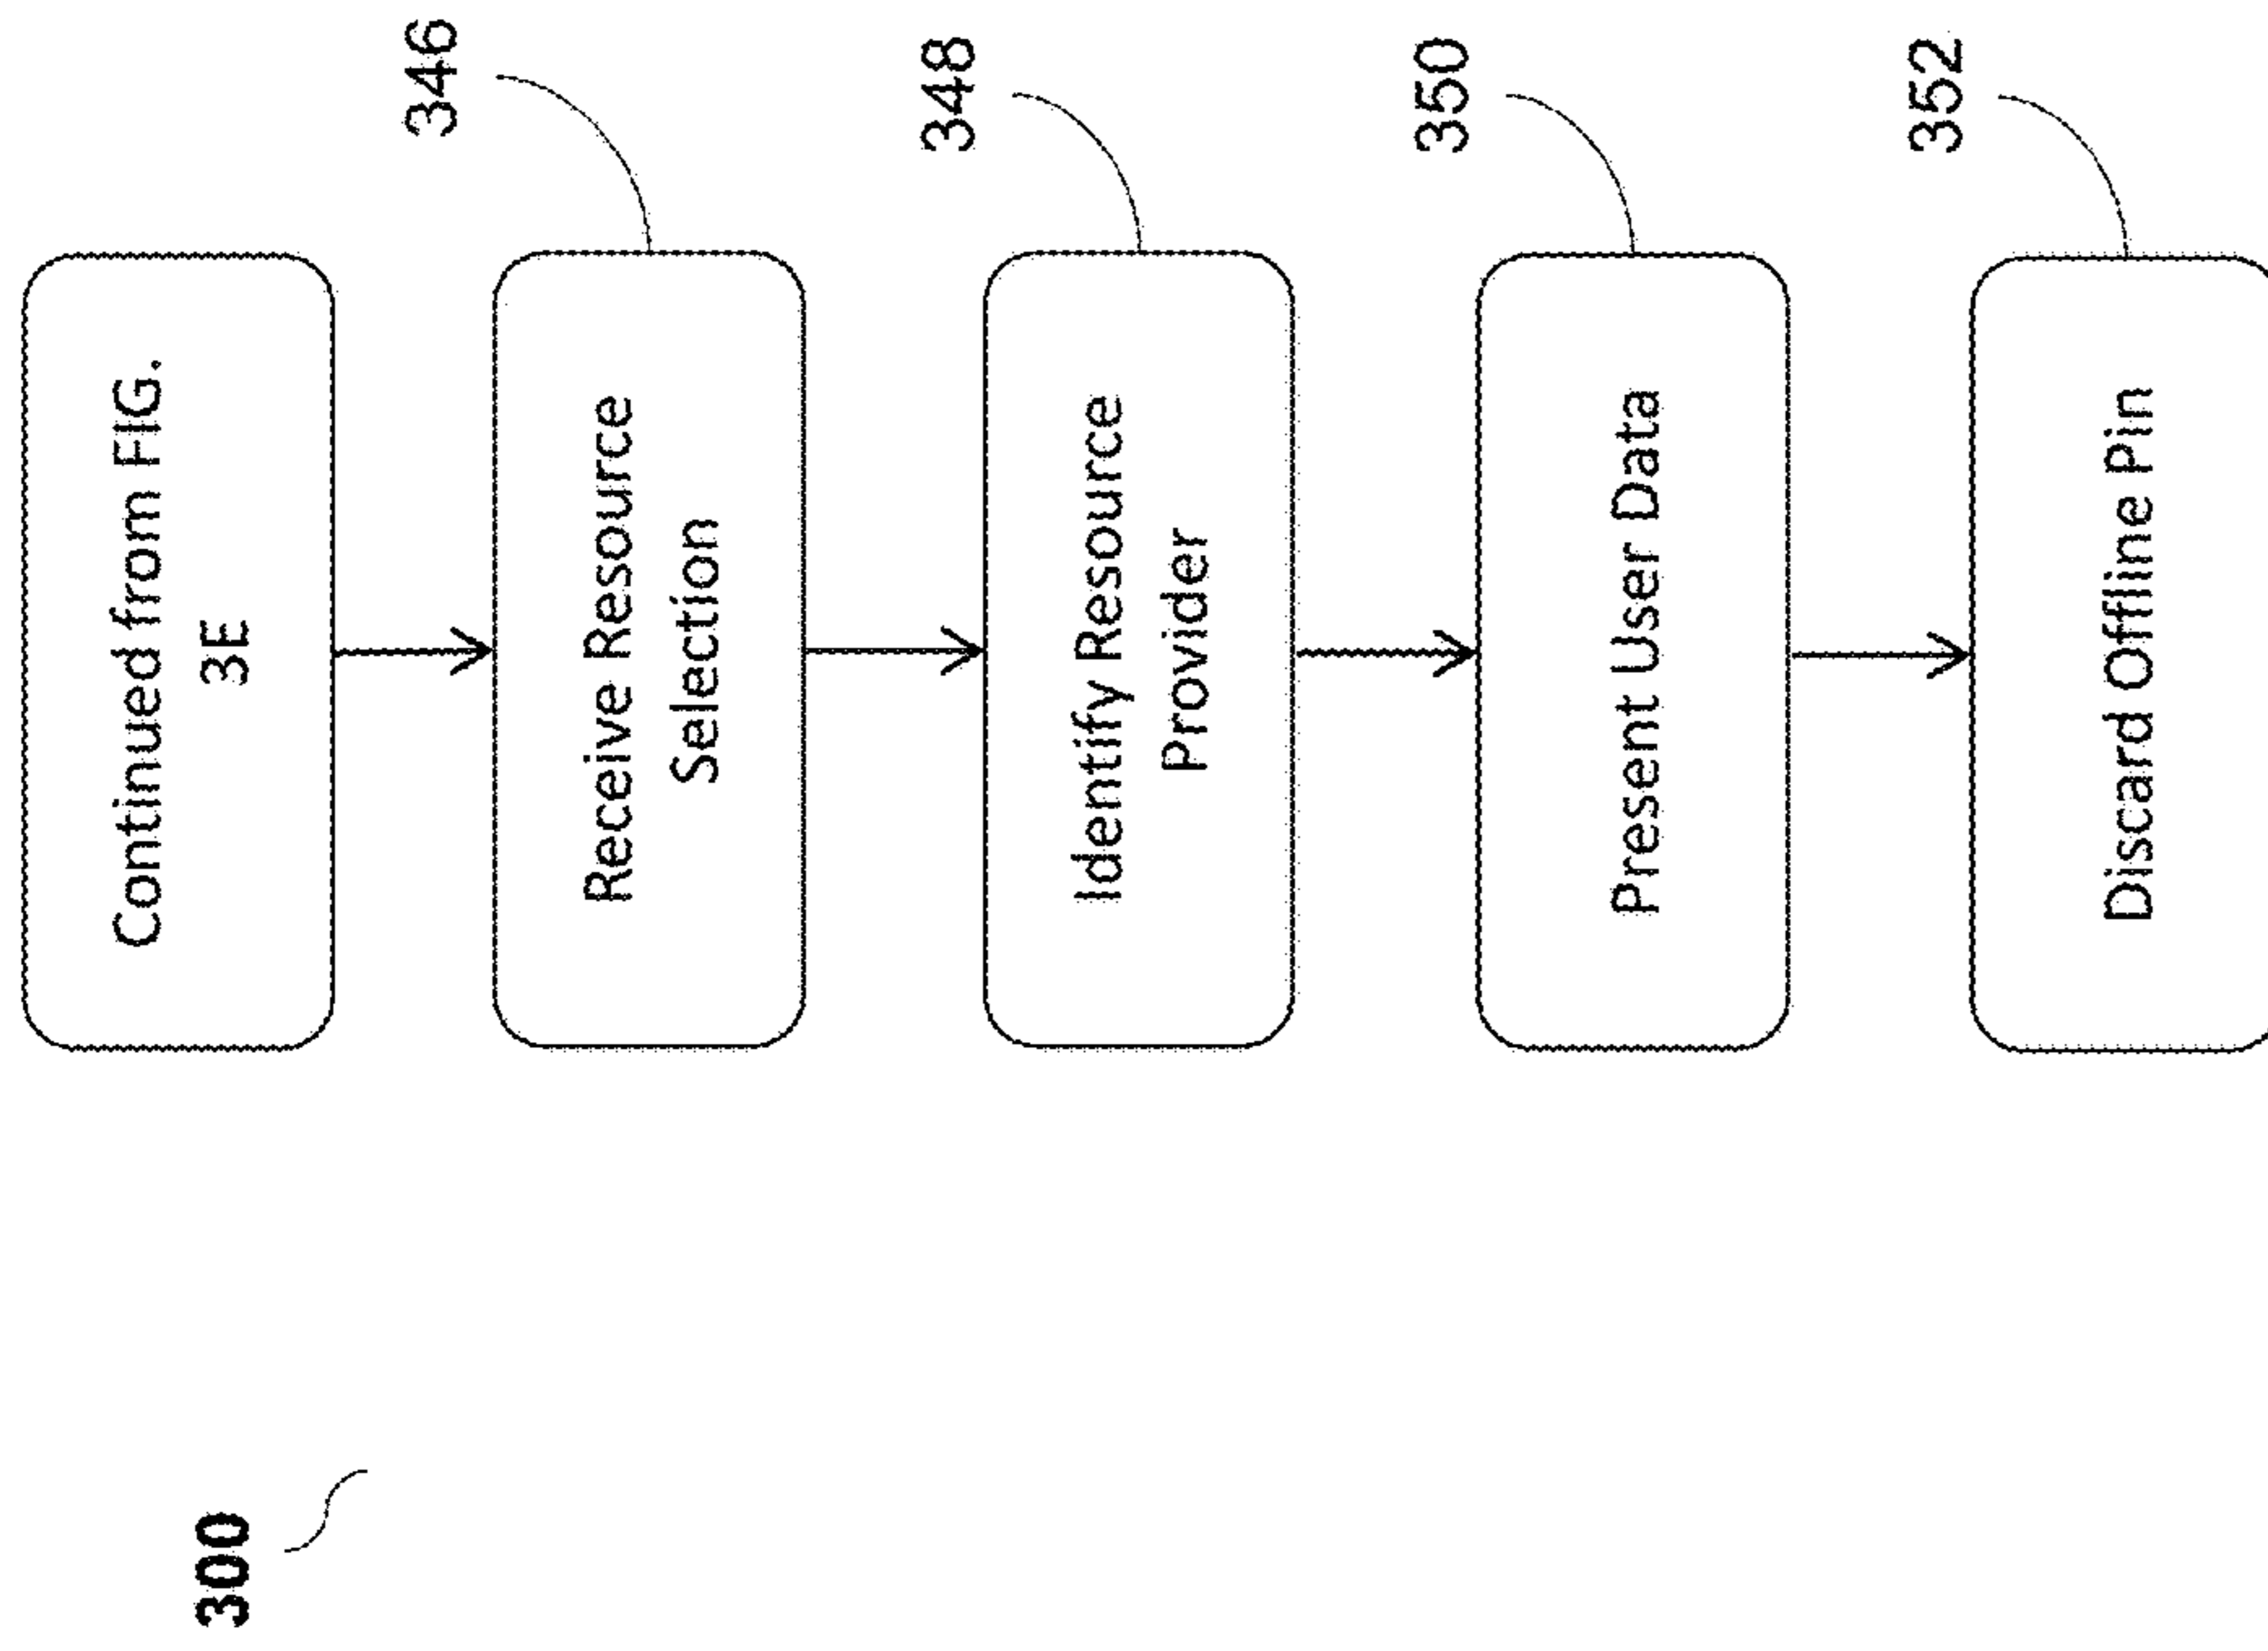 300
Continued from FIG.
3E
346
Receive Resource
Selection
348
Identify Resource
Provider
350
Present User Data
352
Discard Offline Pin